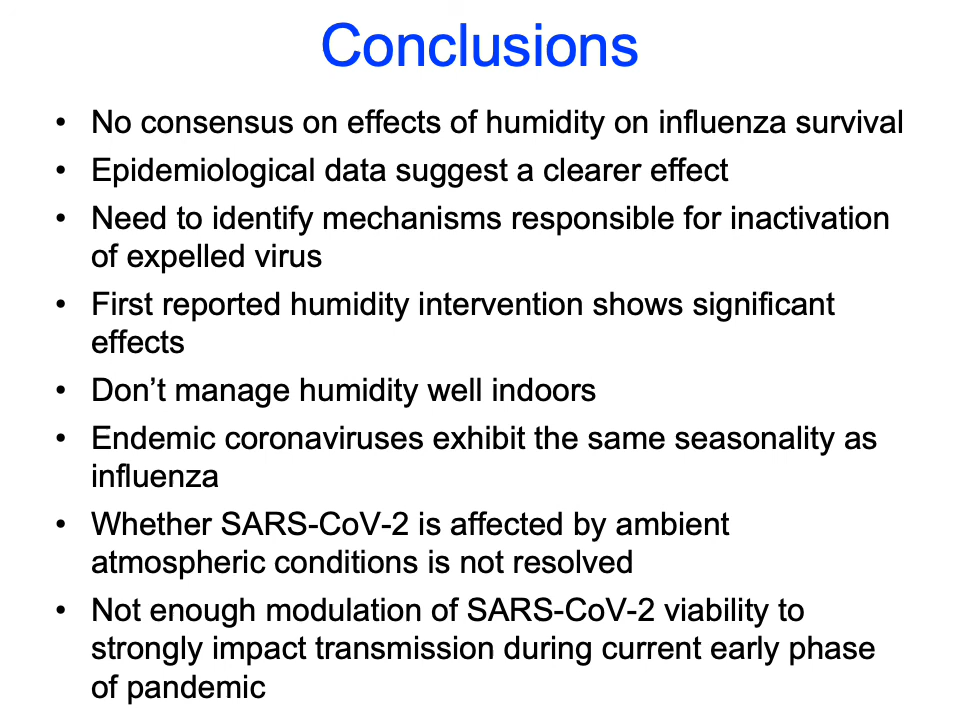 Conclusions
• No consensus on effects of humidity on influenza survival
• Epidemiological data suggest a clearer effect
• Need to identify mechanisms responsible for inactivation
of expelled virus
• First reported humidity intervention shows significant
effects
• Don’t manage humidity well indoors
• Endemic coronaviruses exhibit the same seasonality as
influenza
• Whether SARS-CoV-2 is affected by ambient
atmospheric conditions is not resolved
• Not enough modulation of SARS-CoV-2 viability to
strongly impact transmission during current early phase
of pandemic